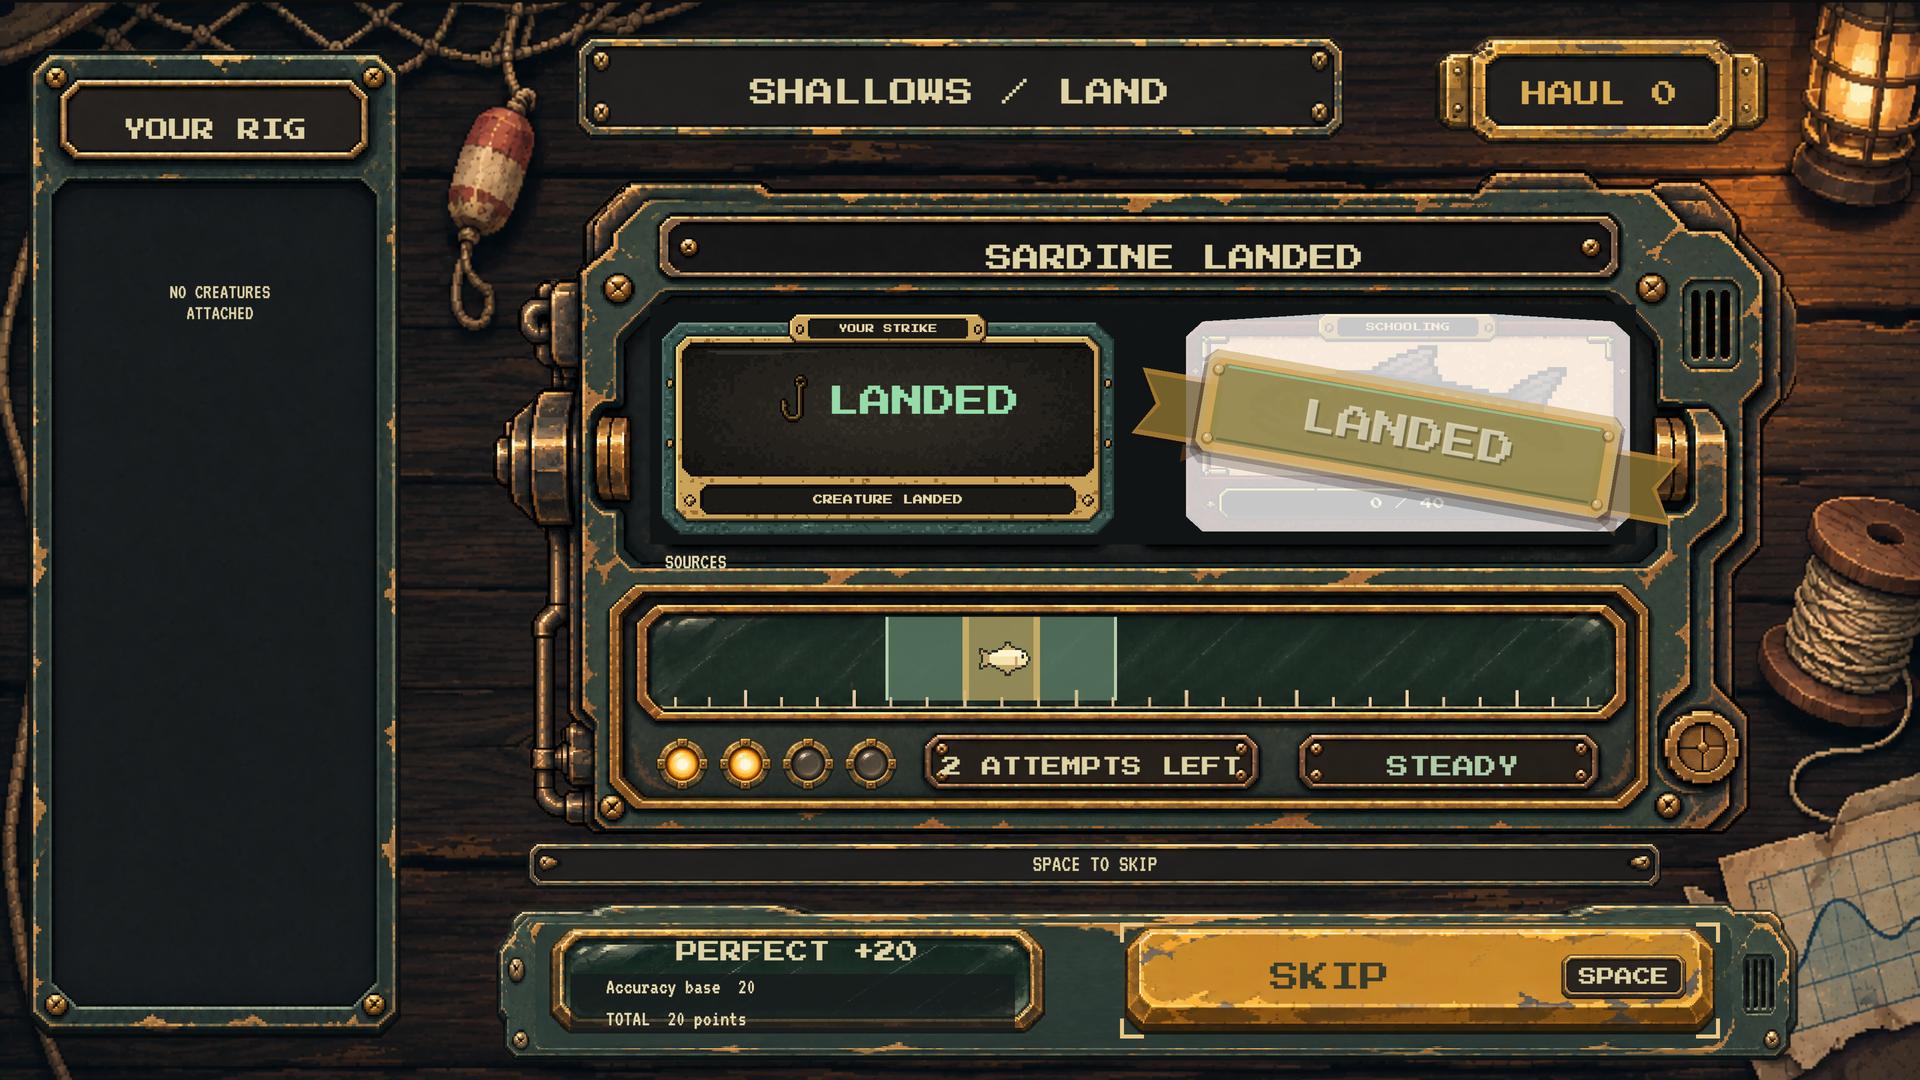 YOUR RIG
NO CREATURES
ATTACHED
SHALLOWS / LAND
HAUL 0
SARDINE LANDED
YOUR STRIKE
LANDED
CREATURE LANDED
SCHOOLING
LANDED
0 / 40
SOURCES
2 ATTEMPTS LEFT
STEADY
SPACE TO SKIP
PERFECT +20
Accuracy base 20
TOTAL 20 points
SKIP
SPACE